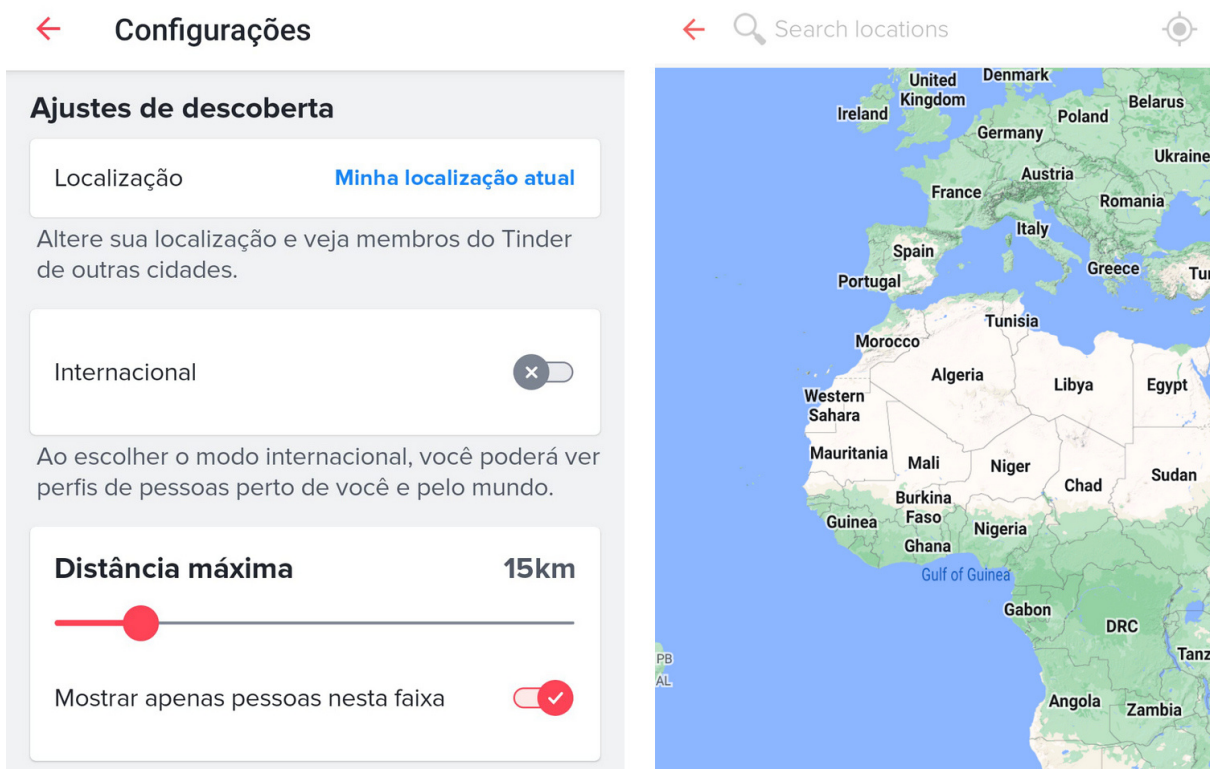 Configurações
Ajustes de descoberta
Localização
Minha localização atual
Altere sua localização e veja membros do Tinder
de outras cidades.
Internacional
Ao escolher o modo internacional, você poderá ver
perfis de pessoas perto de você e pelo mundo.
Distância máxima
15km
Mostrar apenas pessoas nesta faixa
Search locations
United
Kingdom
Denmark
Ireland
Belarus
Poland
Germany
Ukraine
Austria
France
Romania
Italy
Spain
Greece
Tu
Portugal
Tunisia
Morocco
Algeria
Libya
Egypt
Western
Sahara
Mauritania
Mali
Niger
Chad
Sudan
Burkina
Faso
Guinea
Nigeria
Ghana
Gulf of Guinea
Gabon
DRC
Tanz
PB
AL
Angola
Zambia